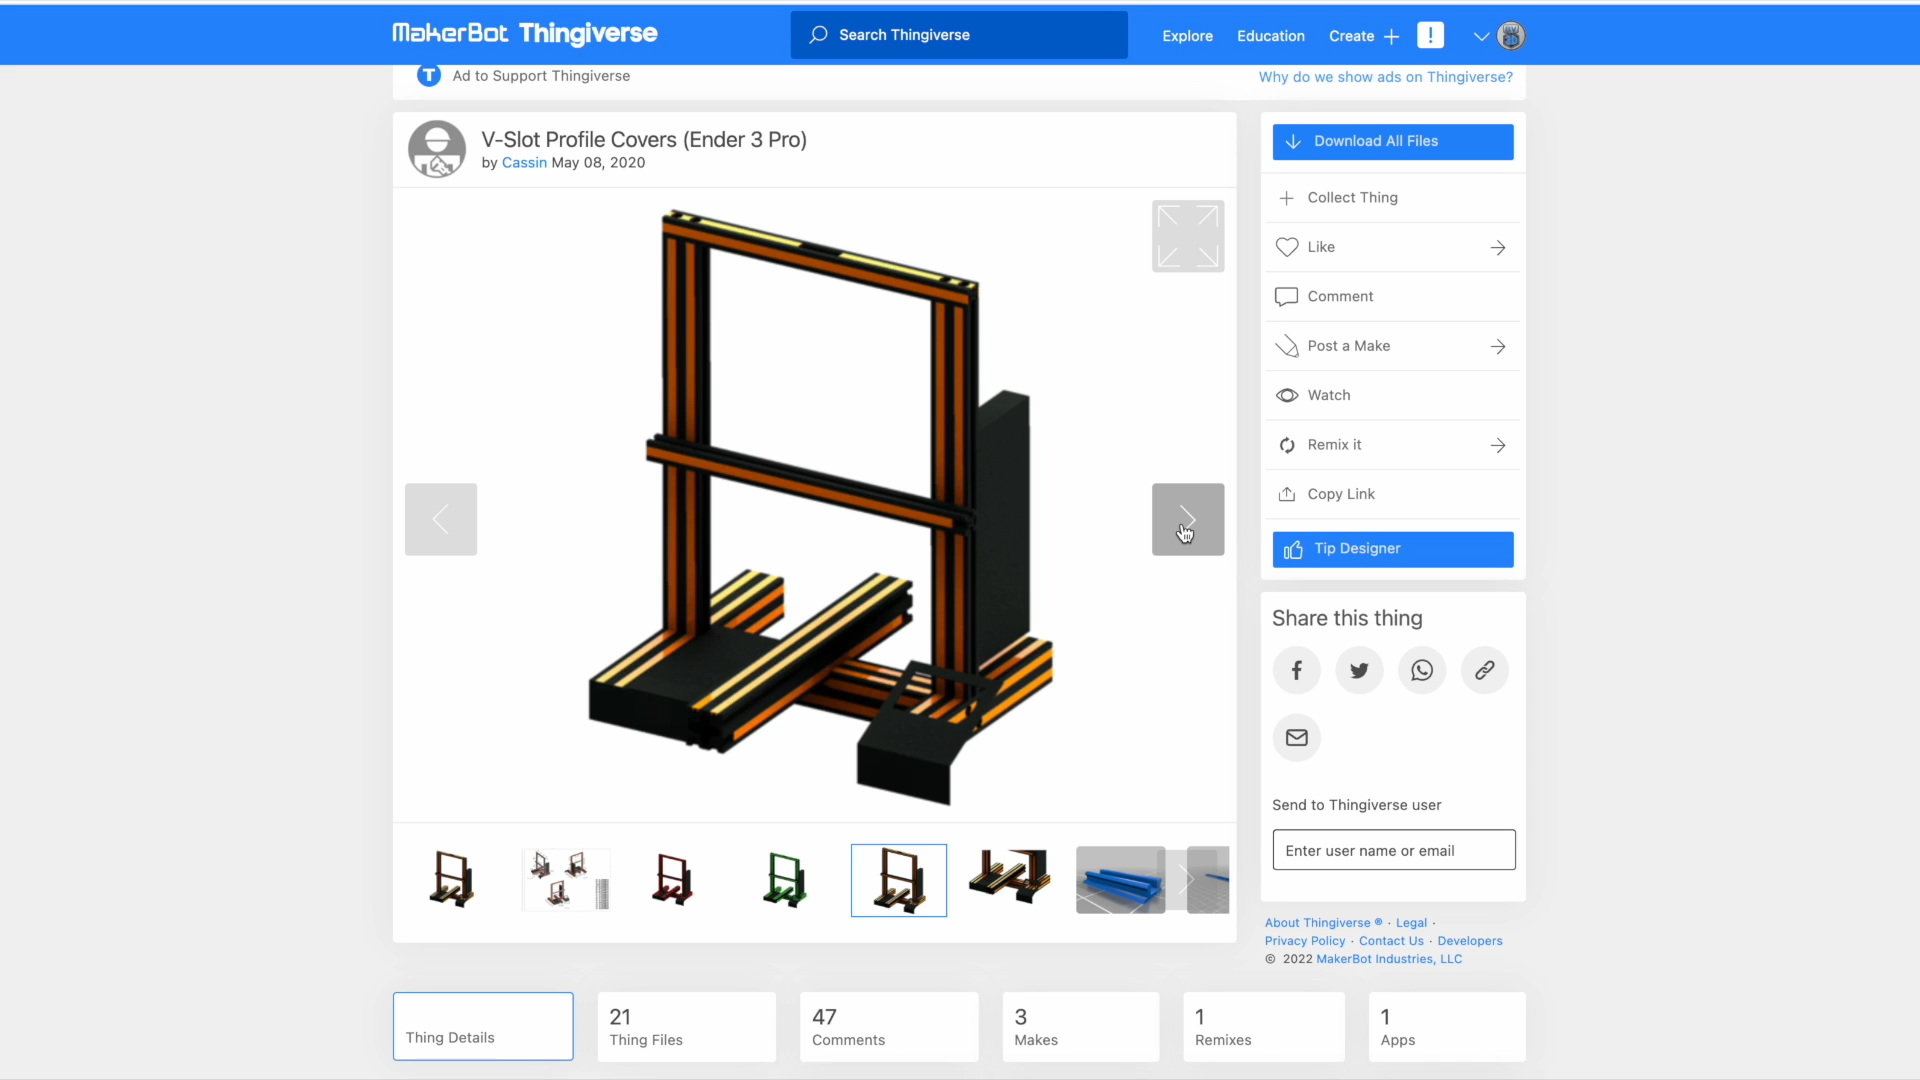 MakerBot Thingiverse
Search Thingiverse
Explore
Education
Create
!
T
Ad to Support Thingiverse
Why do we show ads on Thingiverse?
V-Slot Profile Covers (Ender 3 Pro)
by Cassin May 08, 2020
Download All Files
Collect Thing
Like
Comment
Post a Make
Watch
Remix it
Copy Link
Tip Designer
Share this thing
Send to Thingiverse user
Enter user name or email
About Thingiverse ® · Legal ·
Privacy Policy · Contact Us · Developers
© 2022 MakerBot Industries, LLC
Thing Details
21
Thing Files
47
Comments
3
Makes
1
Remixes
1
Apps